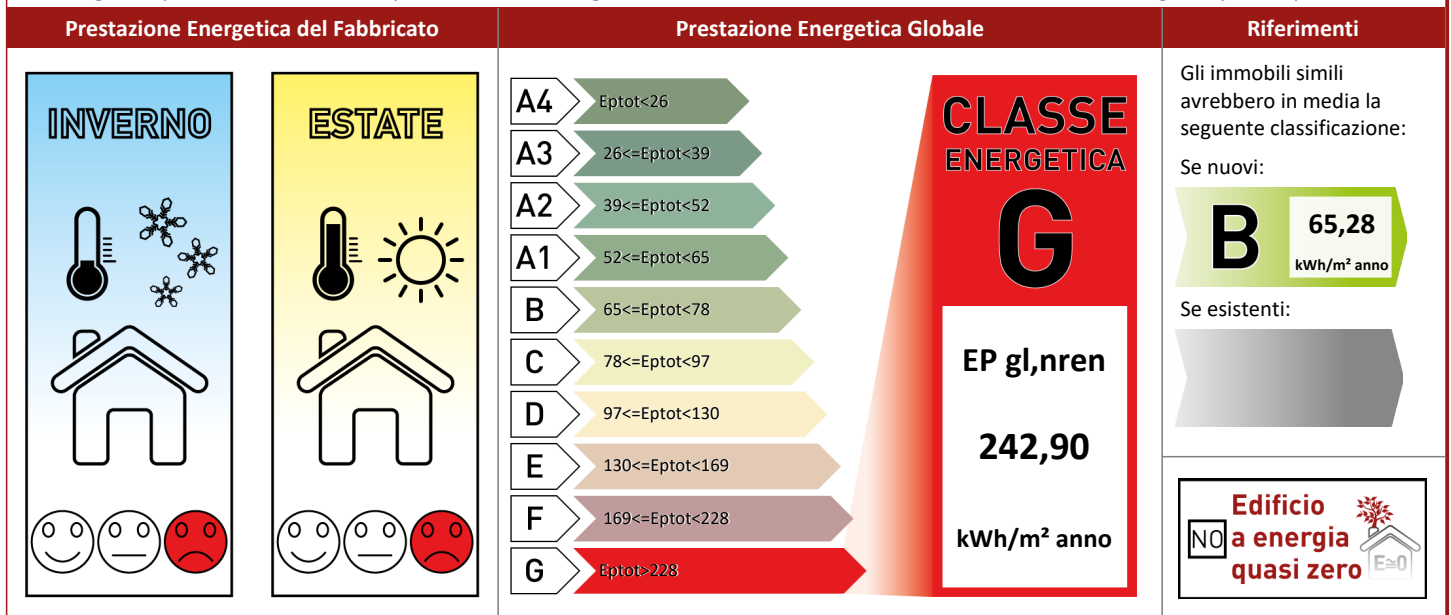 Prestazione Energetica del Fabbricato
Prestazione Energetica Globale
Riferimenti
INVERNO
ESTATE
A4 Eptot<26
A3 26<=Eptot<39
A2 39<=Eptot<52
A1 52<=Eptot<65
B 65<=Eptot<78
C 78<=Eptot<97
D 97<=Eptot<130
E 130<=Eptot<169
F 169<=Eptot<228
G Eptot>228
CLASSE
ENERGETICA
G
EP gl,nren
242,90
kWh/m² anno
Gli immobili simili
avrebbero in media la
seguente classificazione:
Se nuovi:
B
65,28
kWh/m² anno
Se esistenti:
Edificio
NO a energia
quasi zero
E≅0